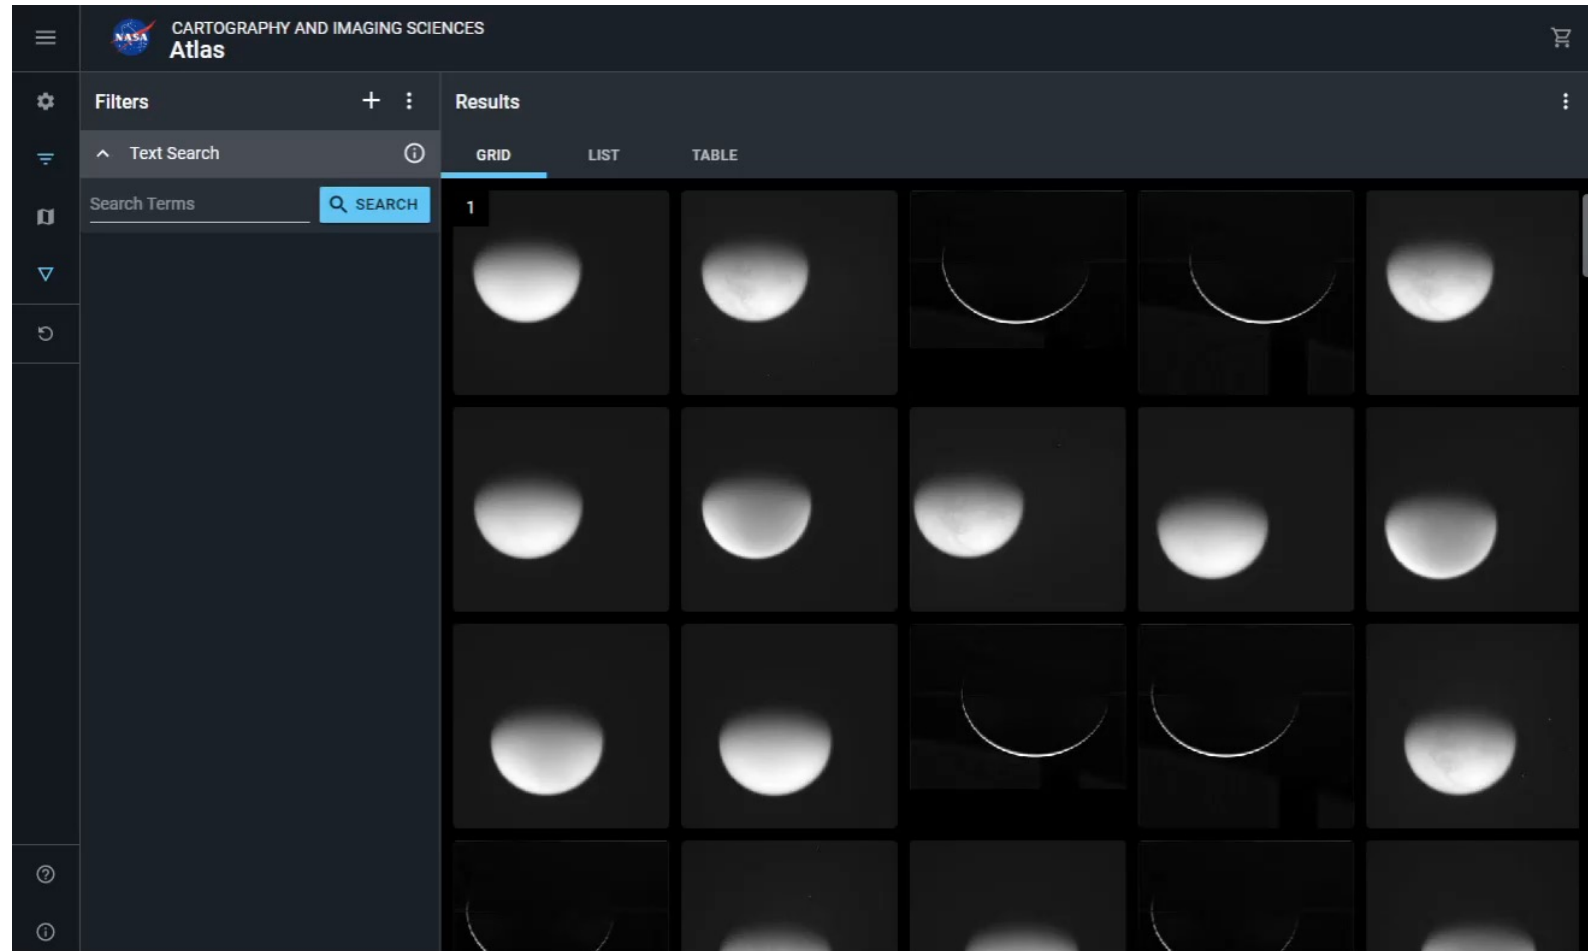 NASA
CARTOGRAPHY AND IMAGING SCIENCES
Atlas
Filters
Results
Text Search
GRID LIST TABLE
Search Terms
SEARCH
1